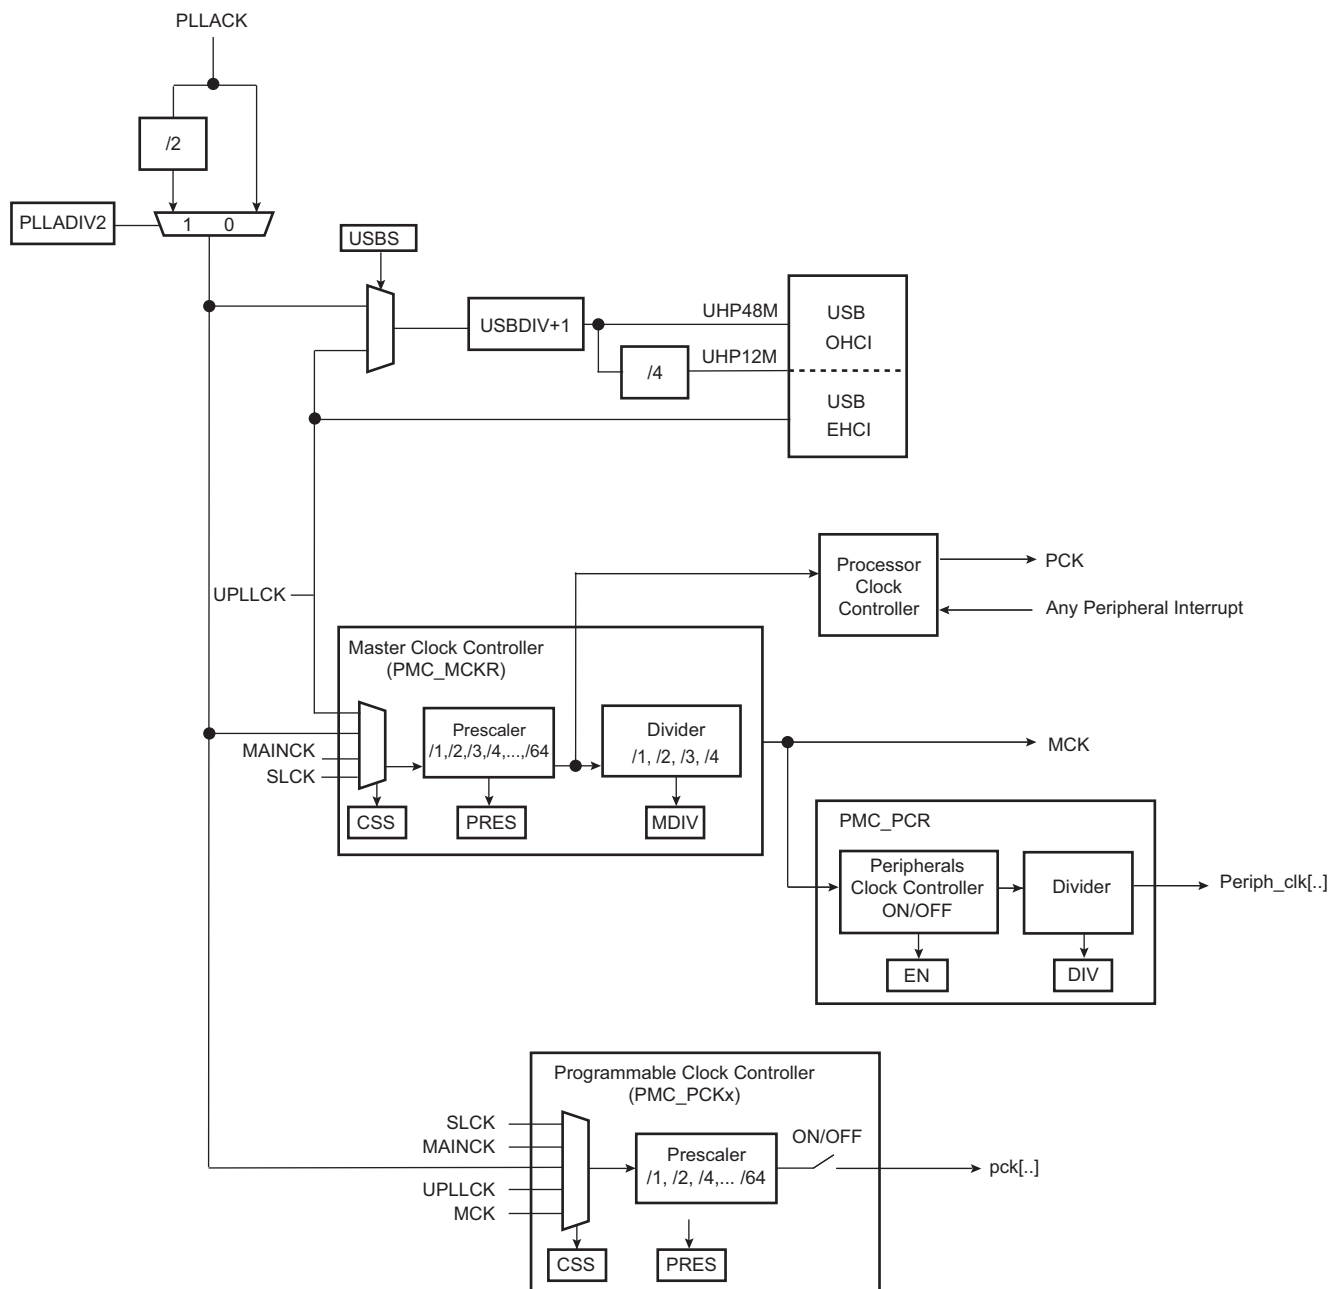 PLLACK
/2
PLLADIV2
1 0
USBS
USBDIV+1
UHP48M
USB
OHCI
/4
UHP12M
USB
EHCI
UPLLCK
Processor
Clock
Controller
PCK
Any Peripheral Interrupt
Master Clock Controller
(PMC_MCKR)
MAINCK
SLCK
Prescaler
/1,/2,/3,/4,...,/64
Divider
/1, /2, /3, /4
MCK
CSS
PRES
MDIV
PMC_PCR
Peripherals
Clock Controller
ON/OFF
Divider
Periph_clk[..]
EN
DIV
Programmable Clock Controller
(PMC_PCKx)
SLCK
MAINCK
UPLLCK
MCK
Prescaler
/1, /2, /4,... /64
ON/OFF
pck[..]
CSS
PRES